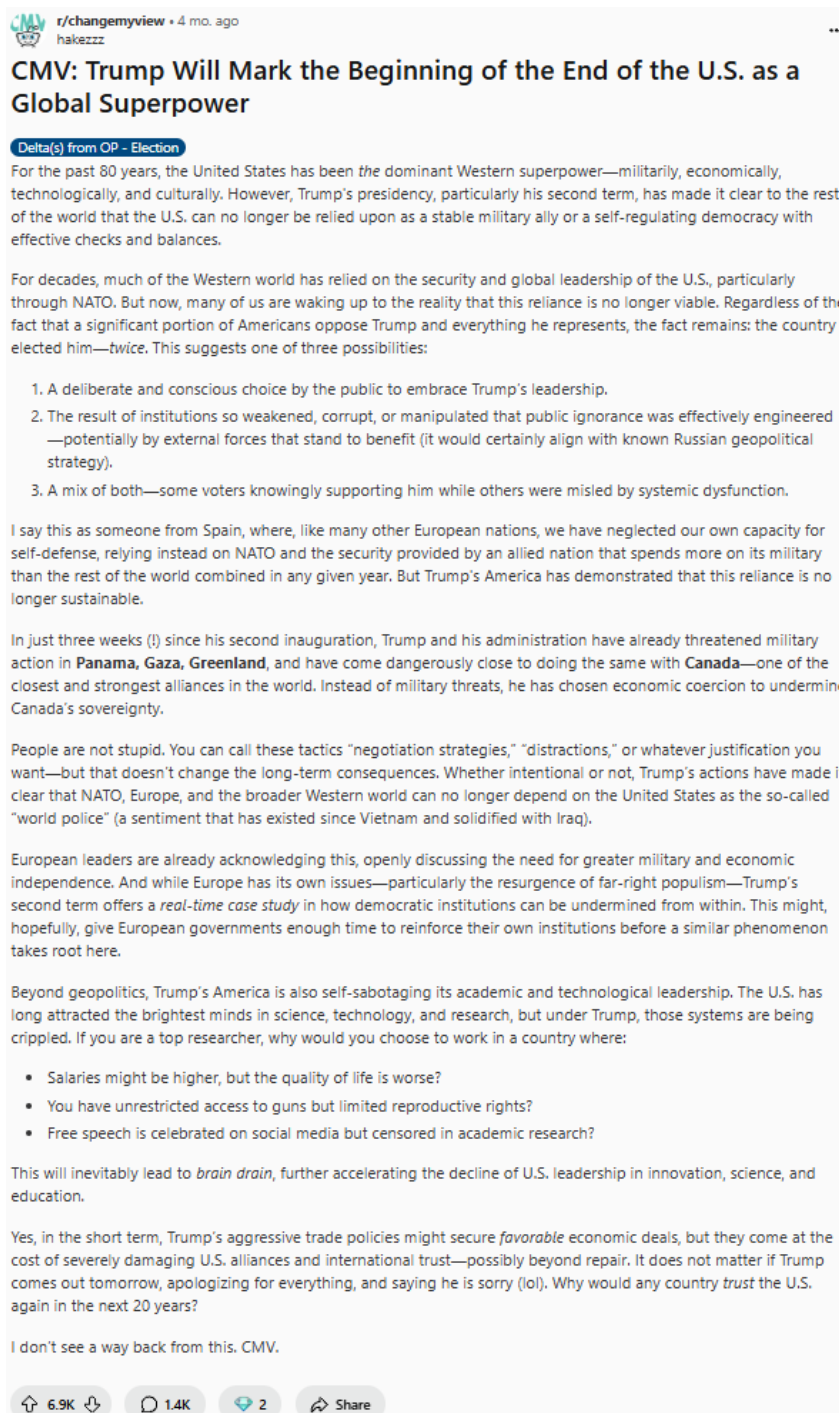 r/changemyview • 4 mo. ago
hakezzz
CMV: Trump Will Mark the Beginning of the End of the U.S. as a
Global Superpower
Delta(s) from OP - Election
For the past 80 years, the United States has been the dominant Western superpower—militarily, economically,
technologically, and culturally. However, Trump's presidency, particularly his second term, has made it clear to the rest
of the world that the U.S. can no longer be relied upon as a stable military ally or a self-regulating democracy with
effective checks and balances.
For decades, much of the Western world has relied on the security and global leadership of the U.S., particularly
through NATO. But now, many of us are waking up to the reality that this reliance is no longer viable. Regardless of the
fact that a significant portion of Americans oppose Trump and everything he represents, the fact remains: the country
elected him—twice. This suggests one of three possibilities:
1. A deliberate and conscious choice by the public to embrace Trump's leadership.
2. The result of institutions so weakened, corrupt, or manipulated that public ignorance was effectively engineered
—potentially by external forces that stand to benefit (it would certainly align with known Russian geopolitical
strategy).
3. A mix of both—some voters knowingly supporting him while others were misled by systemic dysfunction.
I say this as someone from Spain, where, like many other European nations, we have neglected our own capacity for
self-defense, relying instead on NATO and the security provided by an allied nation that spends more on its military
than the rest of the world combined in any given year. But Trump's America has demonstrated that this reliance is no
longer sustainable.
In just three weeks (!) since his second inauguration, Trump and his administration have already threatened military
action in Panama, Gaza, Greenland, and have come dangerously close to doing the same with Canada—one of the
closest and strongest alliances in the world. Instead of military threats, he has chosen economic coercion to undermin
Canada's sovereignty.
People are not stupid. You can call these tactics "negotiation strategies," "distractions," or whatever justification you
want—but that doesn't change the long-term consequences. Whether intentional or not, Trump's actions have made i
clear that NATO, Europe, and the broader Western world can no longer depend on the United States as the so-called
"world police" (a sentiment that has existed since Vietnam and solidified with Iraq).
European leaders are already acknowledging this, openly discussing the need for greater military and economic
independence. And while Europe has its own issues—particularly the resurgence of far-right populism—Trump's
second term offers a real-time case study in how democratic institutions can be undermined from within. This might,
hopefully, give European governments enough time to reinforce their own institutions before a similar phenomenon
takes root here.
Beyond geopolitics, Trump's America is also self-sabotaging its academic and technological leadership. The U.S. has
long attracted the brightest minds in science, technology, and research, but under Trump, those systems are being
crippled. If you are a top researcher, why would you choose to work in a country where:
• Salaries might be higher, but the quality of life is worse?
• You have unrestricted access to guns but limited reproductive rights?
• Free speech is celebrated on social media but censored in academic research?
This will inevitably lead to brain drain, further accelerating the decline of U.S. leadership in innovation, science, and
education.
Yes, in the short term, Trump's aggressive trade policies might secure favorable economic deals, but they come at the
cost of severely damaging U.S. alliances and international trust—possibly beyond repair. It does not matter if Trump
comes out tomorrow, apologizing for everything, and saying he is sorry (lol). Why would any country trust the U.S.
again in the next 20 years?
I don't see a way back from this. CMV.
6.9K 1.4K 2 Share